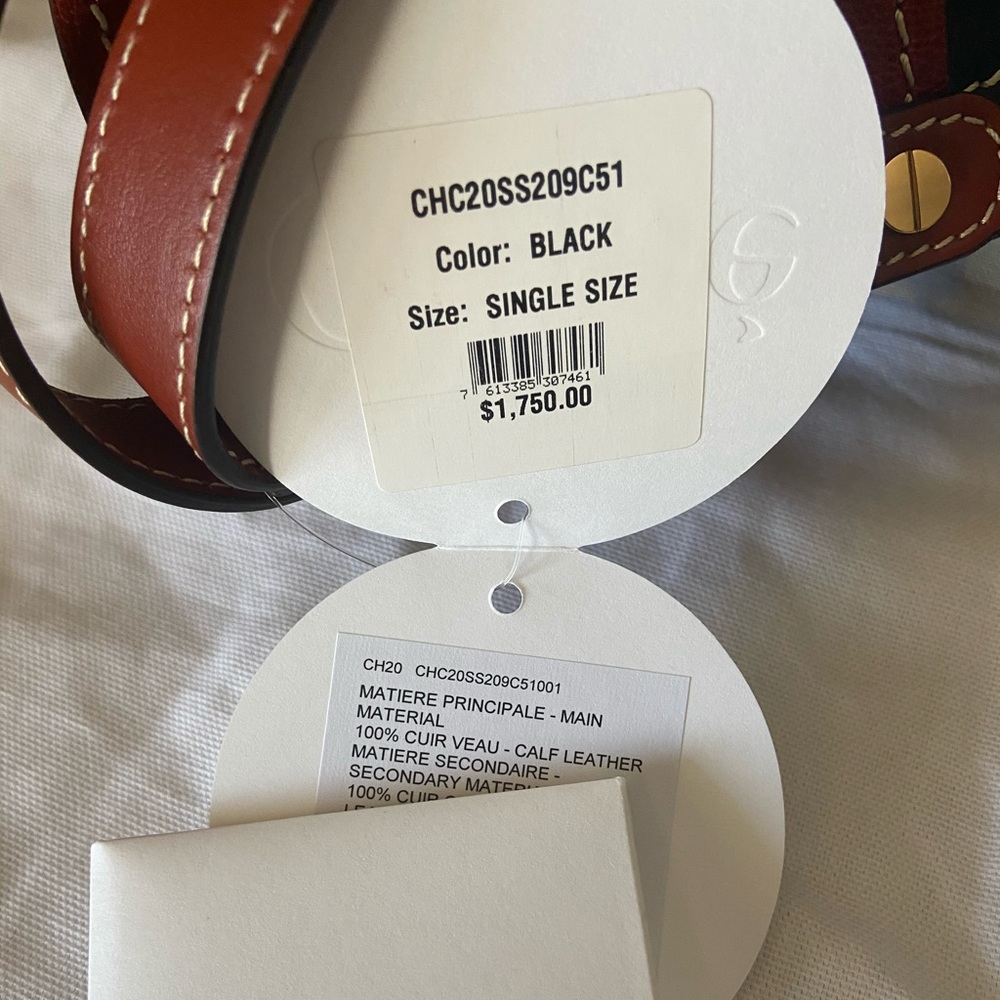 CHC20SS209C51
Color: BLACK
Size: SINGLE SIZE
7 613385 307461
$1,750.00
CH20 CHC20SS209C51001
MATIERE PRINCIPALE - MAIN
MATERIAL
100% CUIR VEAU - CALF LEATHER
MATIERE SECONDAIRE -
SECONDARY
100% CUIR